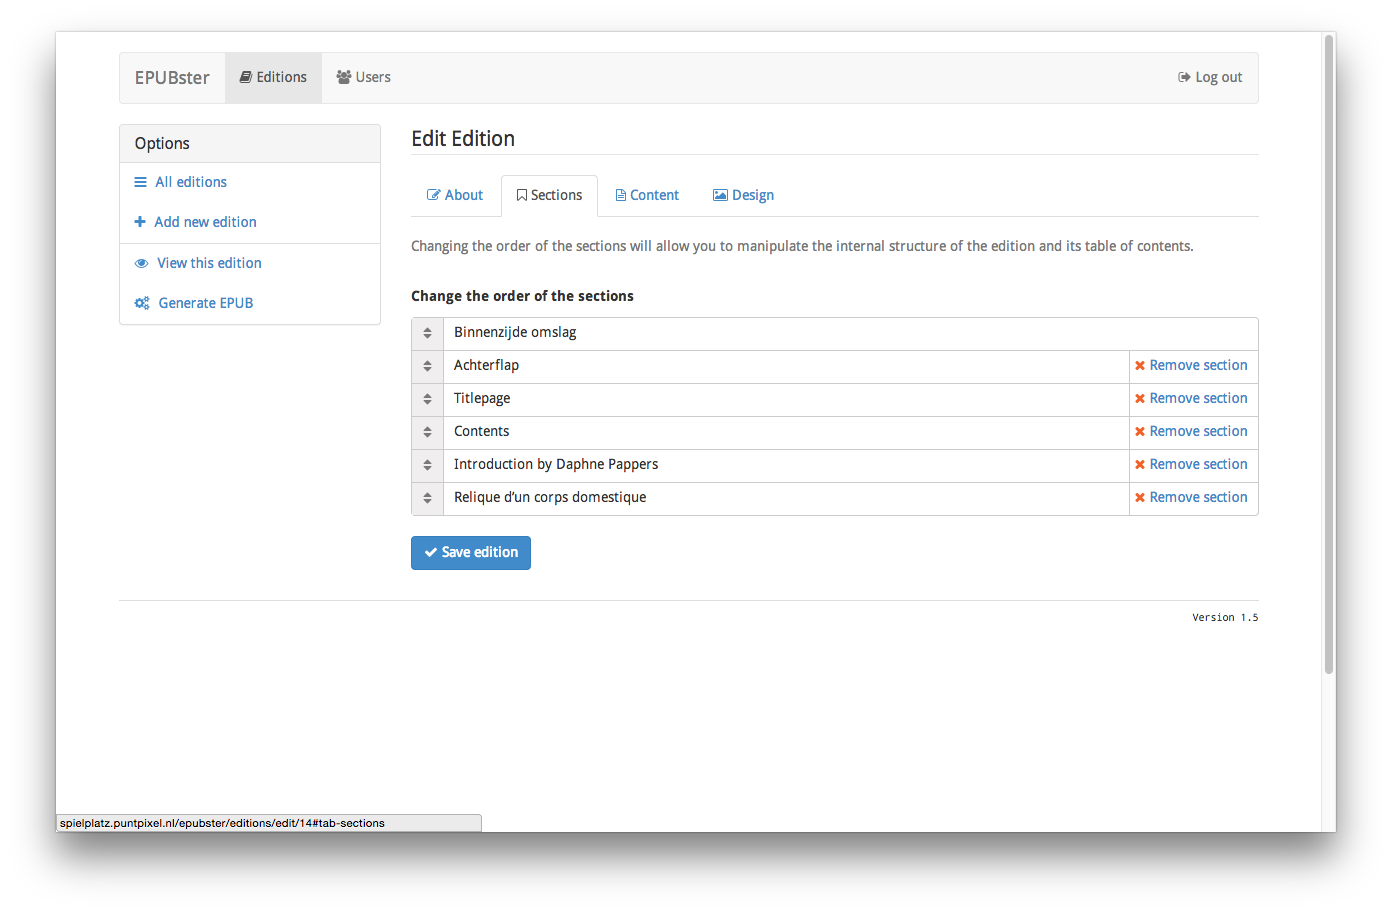 EPUBster Editions Users Log out
Options
All editions
Add new edition
View this edition
Generate EPUB
Edit Edition
About Sections Content Design
Changing the order of the sections will allow you to manipulate the internal structure of the edition and its table of contents.
Change the order of the sections
Binnenzijde omslag
Achterflap Remove section
Titlepage Remove section
Contents Remove section
Introduction by Daphne Pappers Remove section
Relique d’un corps domestique Remove section
Save edition
Version 1.5
spielplatz.puntpixel.nl/epubster/editions/edit/14#tab-sections